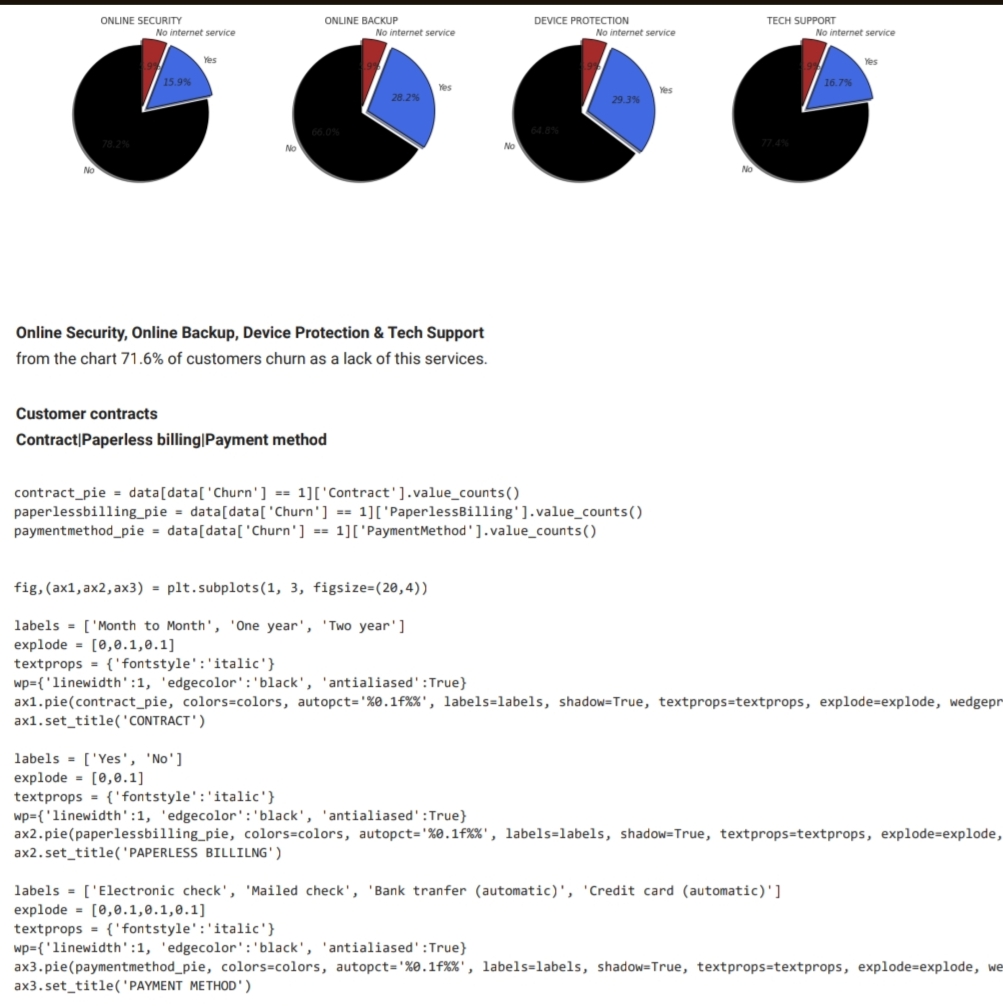 ONLINE SECURITY
No internet service
Yes
15.9%
78.2%
No
ONLINE BACKUP
No internet service
Yes
28.2%
66.0%
No
DEVICE PROTECTION
No internet service
Yes
29.3%
64.8%
No
TECH SUPPORT
No internet service
Yes
16.7%
77.4%
No
Online Security, Online Backup, Device Protection & Tech Support
from the chart 71.6% of customers churn as a lack of this services.
Customer contracts
Contract|Paperless billing|Payment method
contract_pie = data[data['Churn'] == 1]['Contract'].value_counts()
paperlessbilling_pie = data[data['Churn'] == 1]['PaperlessBilling'].value_counts()
paymentmethod_pie = data[data['Churn'] == 1]['PaymentMethod'].value_counts()
fig,(ax1,ax2,ax3) = plt.subplots(1, 3, figsize=(20,4))
labels = ['Month to Month', 'One year', 'Two year']
explode = [0,0.1,0.1]
textprops = {'fontstyle':'italic'}
wp={'linewidth':1, 'edgecolor':'black', 'antialiased':True}
ax1.pie(contract_pie, colors=colors, autopct='%0.1f%%', labels=labels, shadow=True, textprops=textprops, explode=explode, wedgepr
ax1.set_title('CONTRACT')
labels = ['Yes', 'No']
explode = [0,0.1]
textprops = {'fontstyle':'italic'}
wp={'linewidth':1, 'edgecolor':'black', 'antialiased':True}
ax2.pie(paperlessbilling_pie, colors=colors, autopct='%0.1f%%', labels=labels, shadow=True, textprops=textprops, explode=explode,
ax2.set_title('PAPERLESS BILLILNG')
labels = ['Electronic check', 'Mailed check', 'Bank tranfer (automatic)', 'Credit card (automatic)']
explode = [0,0.1,0.1,0.1]
textprops = {'fontstyle':'italic'}
wp={'linewidth':1, 'edgecolor':'black', 'antialiased':True}
ax3.pie(paymentmethod_pie, colors=colors, autopct='%0.1f%%', labels=labels, shadow=True, textprops=textprops, explode=explode, we
ax3.set_title('PAYMENT METHOD')